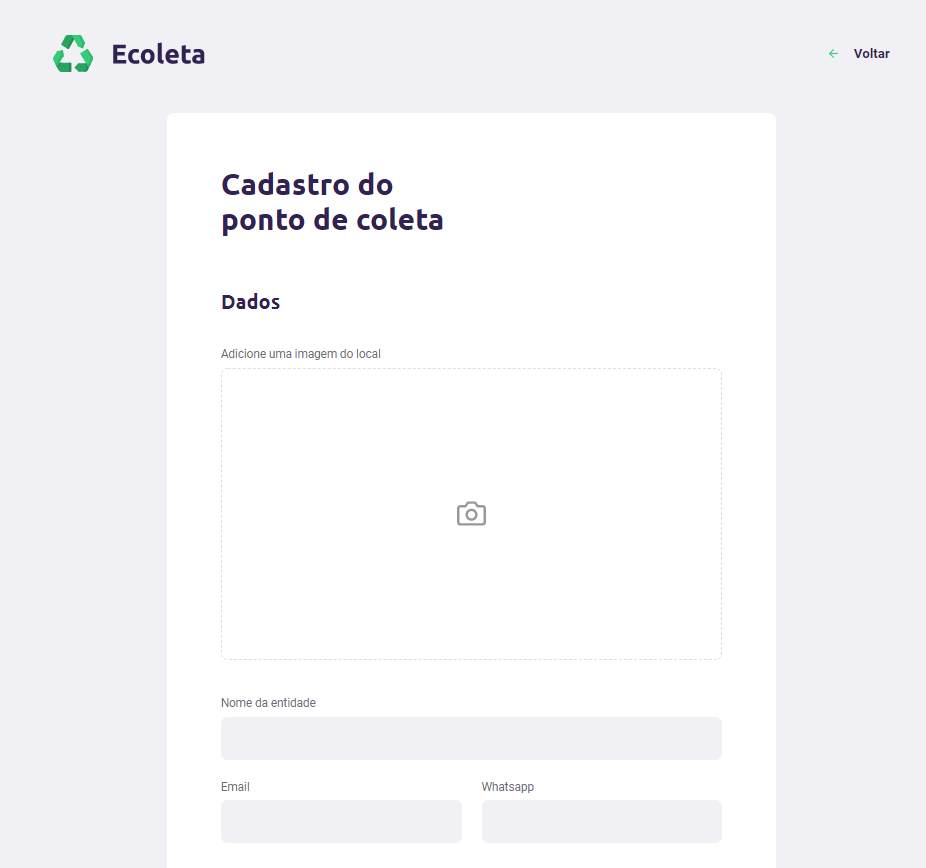 Ecoleta
Voltar
Cadastro do
ponto de coleta
Dados
Adicione uma imagem do local
Nome da entidade
Email
Whatsapp